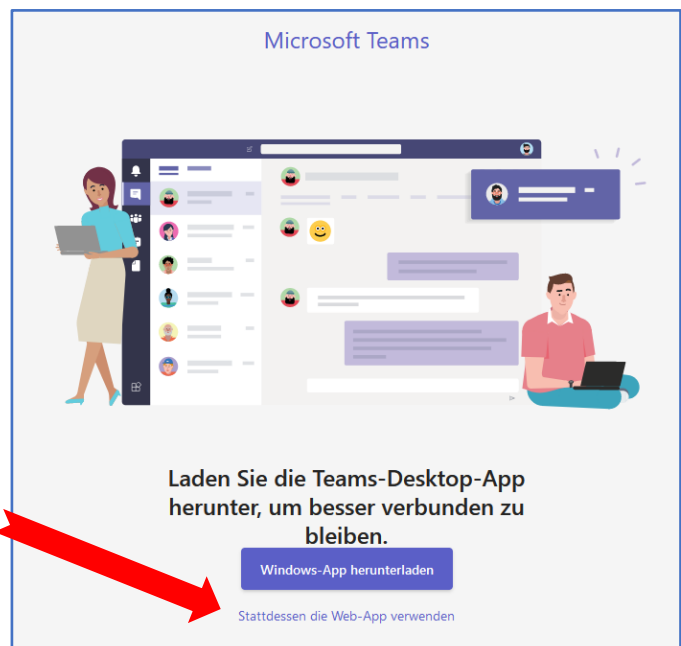 Microsoft Teams
Laden Sie die Teams-Desktop-App
herunter, um besser verbunden zu
bleiben.
Windows-App herunterladen
Stattdessen die Web-App verwenden